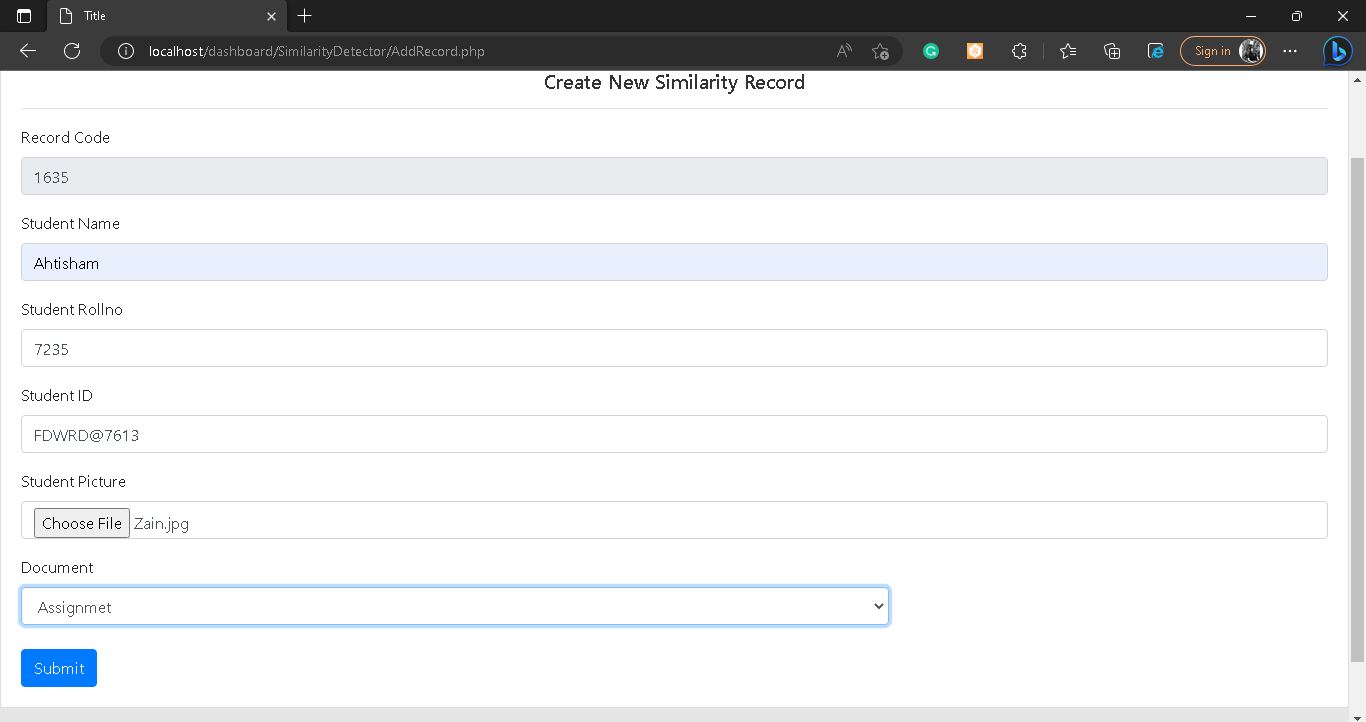 Title
localhost/dashboard/SimilarityDetector/AddRecord.php
Sign in
Create New Similarity Record
Record Code
1635
Student Name
Ahtisham
Student Rollno
7235
Student ID
FDWRD@7613
Student Picture
Choose File Zain.jpg
Document
Assignmet
Submit